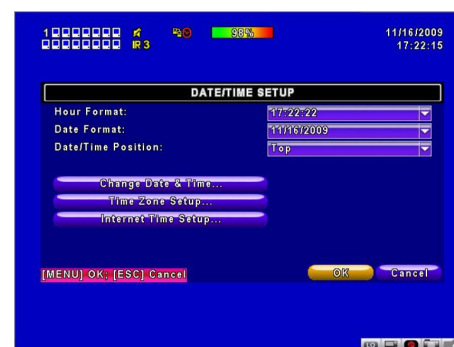 1 98% 11/16/2009
IR 3 17:22:15
DATE/TIME SETUP
Hour Format: 17:22:22
Date Format: 11/16/2009
Date/Time Position: Top
Change Date & Time...
Time Zone Setup...
Internet Time Setup...
[MENU] OK; [ESC] Cancel OK Cancel